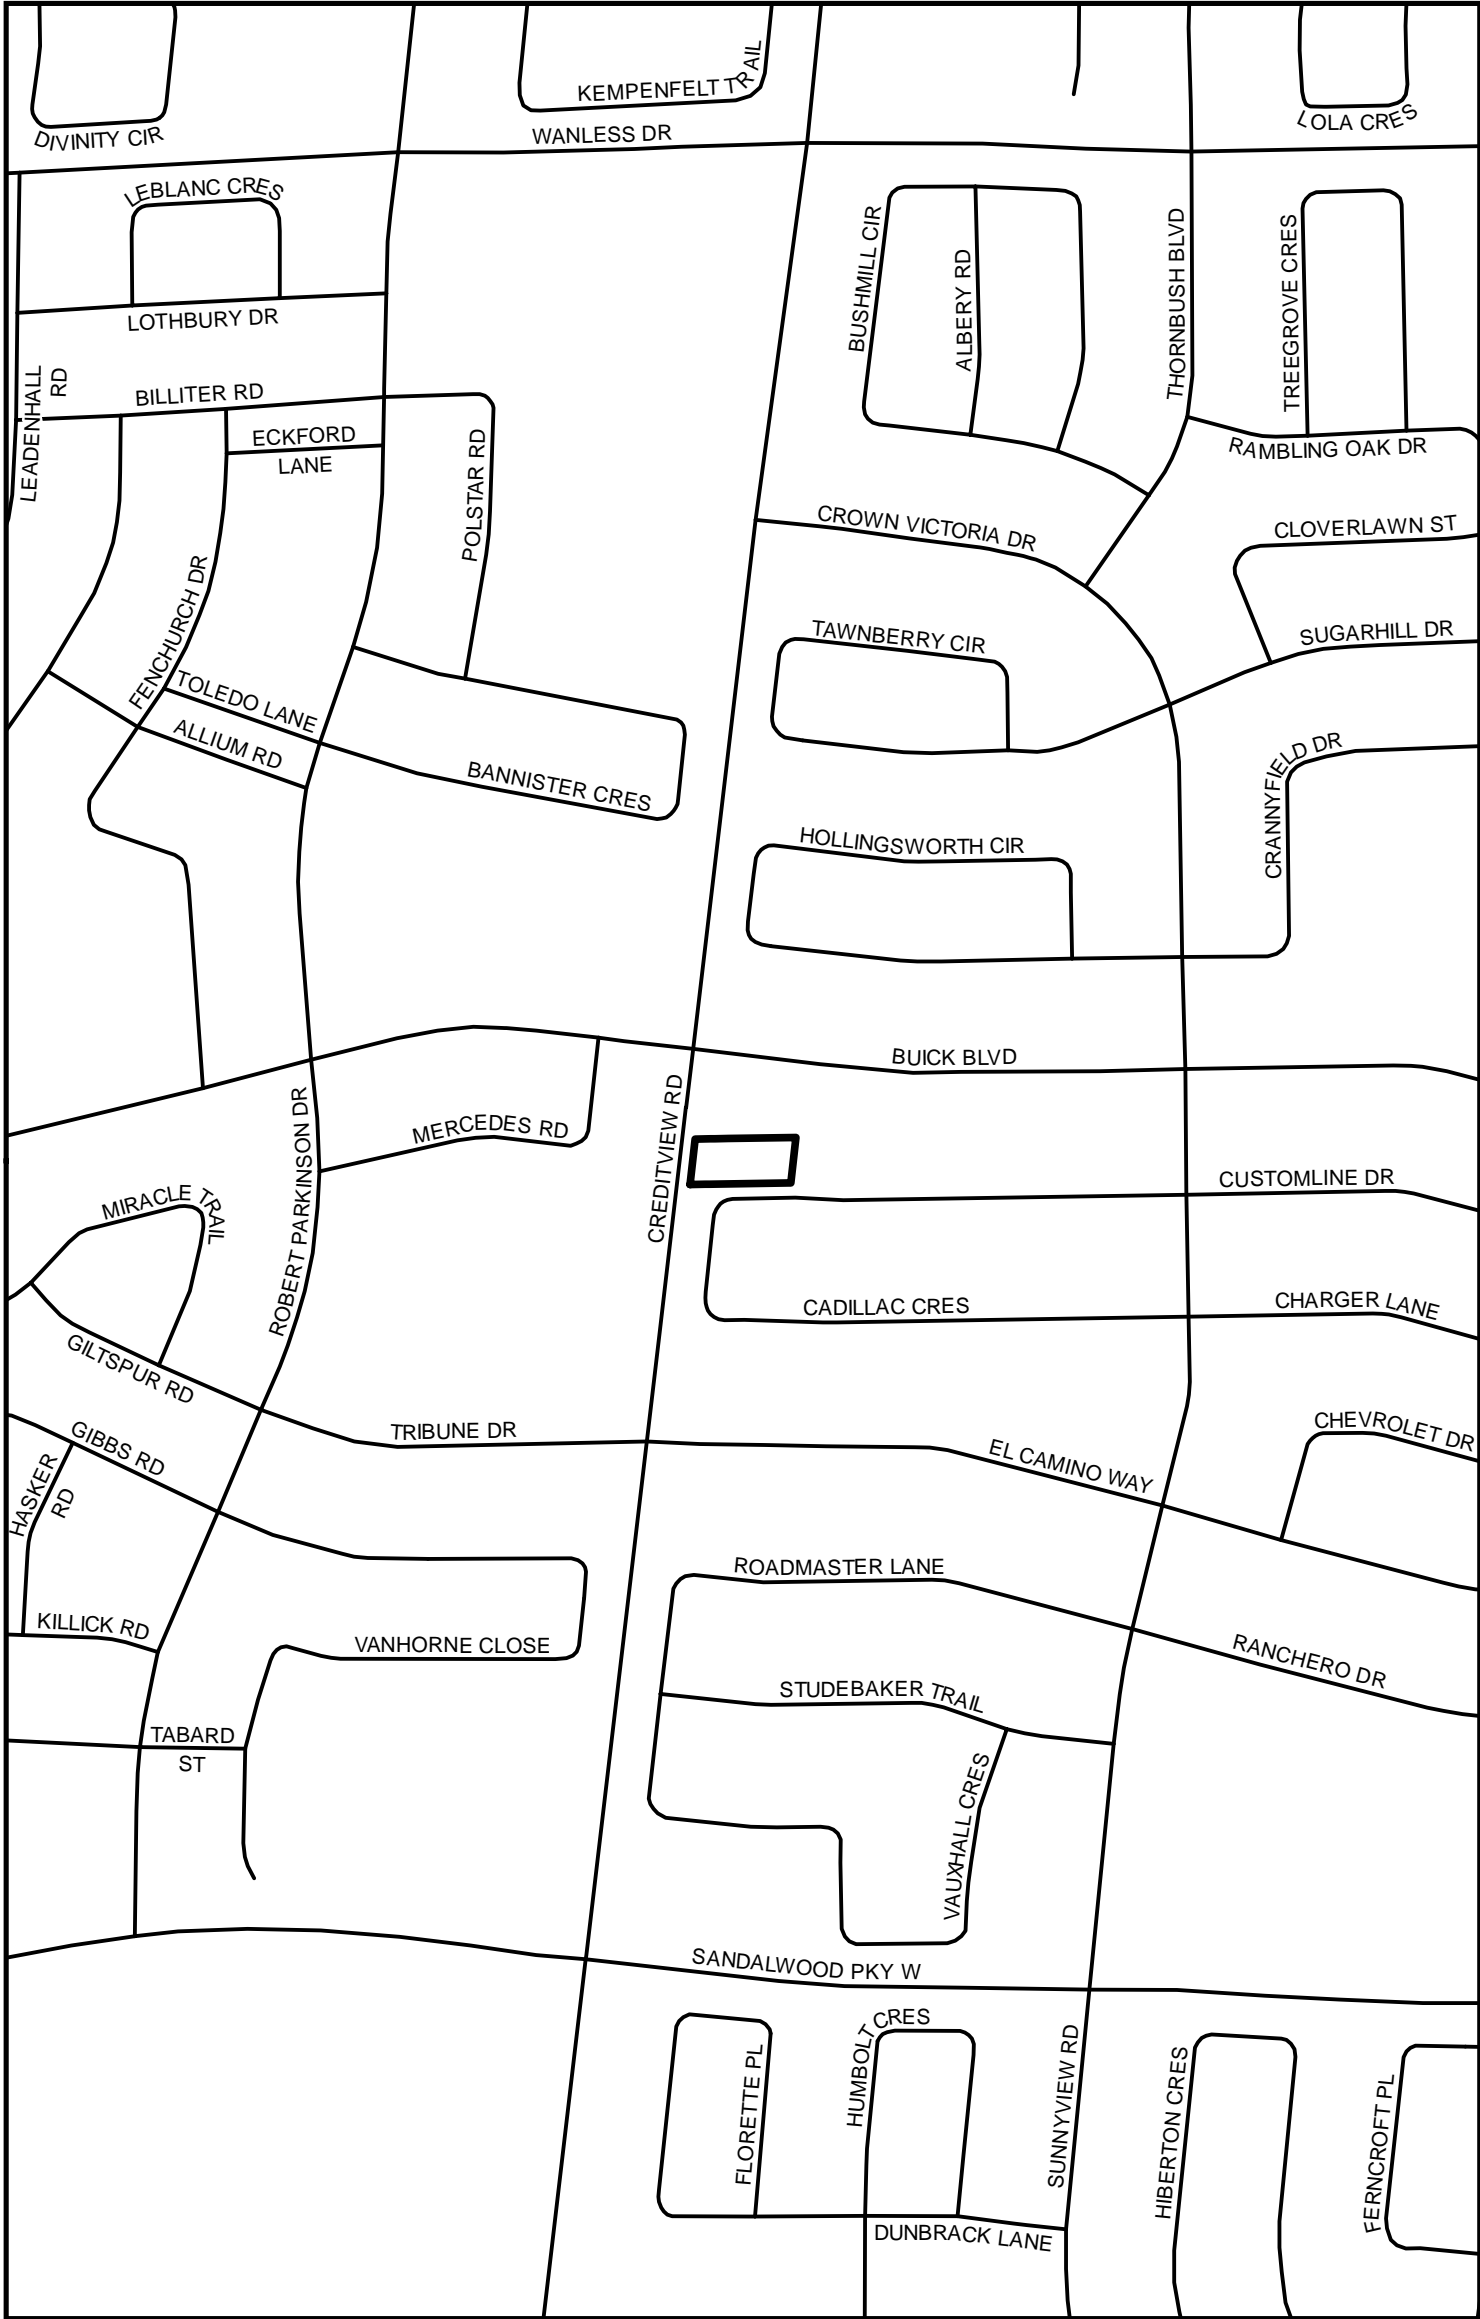 KEMPENFELT TRAIL
DIVINITY CIR
WANLESS DR
LOLA CRES
LEBLANC CRES
LOTHBURY DR
BUSHMILL CIR
ALBERY RD
THORNBUSH BLVD
TREEGROVE CRES
LEADENHALL
RD
BILLITER RD
ECKFORD
LANE
POLSTAR RD
RAMBLING OAK DR
CROWN VICTORIA DR
CLOVERLAWN ST
FENCHURCH DR
TAWNBERRY CIR
SUGARHILL DR
TOLEDO LANE
ALLIUM RD
BANNISTER CRES
CRANNYFIELD DR
HOLLINGSWORTH CIR
BUICK BLVD
CREDITVIEW RD
ROBERT PARKINSON DR
MERCEDES RD
CUSTOMLINE DR
MIRACLE TRAIL
CADILLAC CRES
CHARGER LANE
GILTSPUR RD
TRIBUNE DR
GIBBS RD
EL CAMINO WAY
CHEVROLET DR
HASKER
RD
ROADMASTER LANE
KILLICK RD
VANHORNE CLOSE
RANCHERO DR
STUDEBAKER TRAIL
TABARD
ST
VAUXHALL CRES
SANDALWOOD PKY W
HUMBOLT CRES
FLORETTE PL
SUNNYVIEW RD
HIBERTON CRES
FERNCROFT PL
DUNBRACK LANE